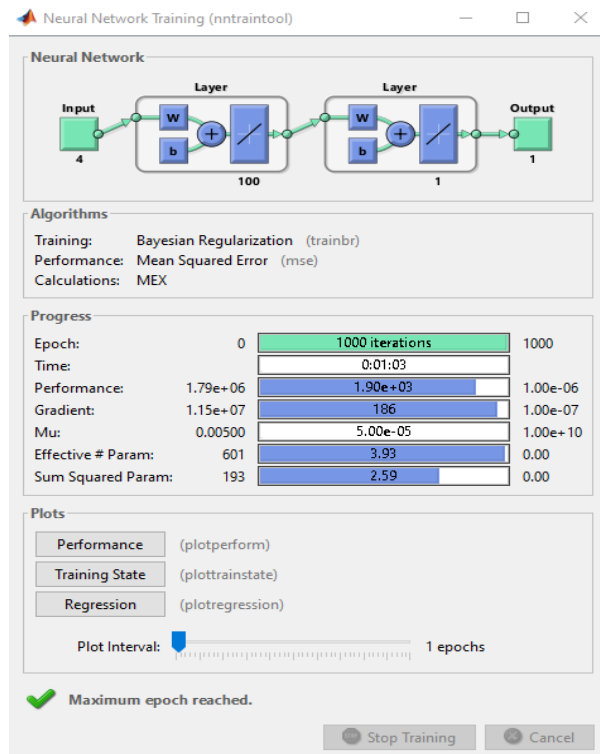 Neural Network Training (nntraintool)
Neural Network
Layer Layer
Input Output
W W
b b
4 1
100 1
Algorithms
Training: Bayesian Regularization (trainbr)
Performance: Mean Squared Error (mse)
Calculations: MEX
Progress
Epoch: 0 1000 iterations 1000
Time: 0:01:03
Performance: 1.79e+06 1.90e+03 1.00e-06
Gradient: 1.15e+07 186 1.00e-07
Mu: 0.00500 5.00e-05 1.00e+10
Effective # Param: 601 3.93 0.00
Sum Squared Param: 193 2.59 0.00
Plots
Performance (plotperform)
Training State (plottrainstate)
Regression (plotregression)
Plot Interval: 1 epochs
Maximum epoch reached.
Stop Training Cancel